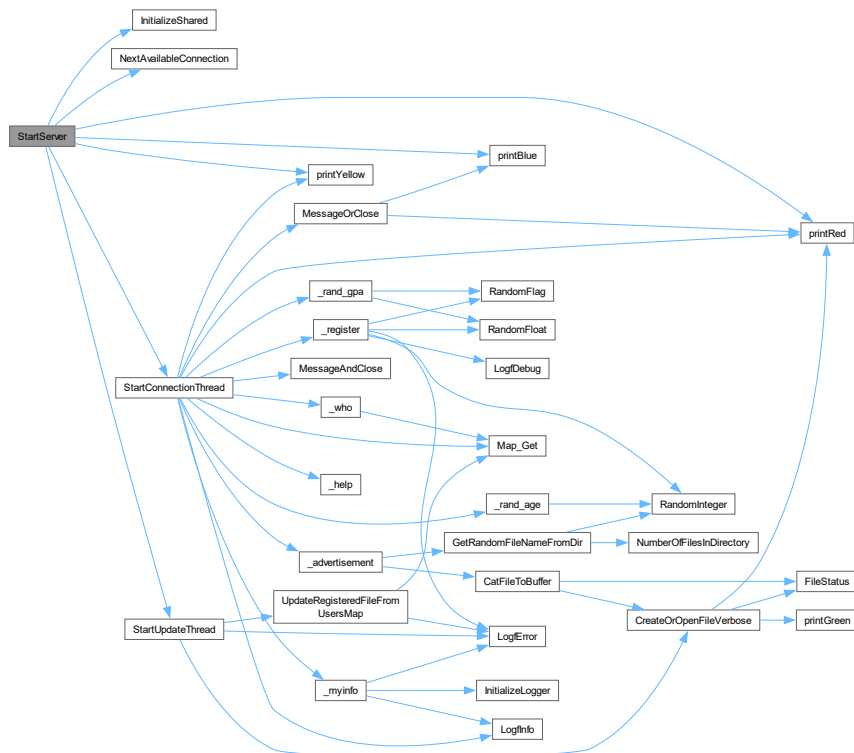 InitializeShared
NextAvailableConnection
StartServer
printBlue
printYellow
MessageOrClose
printRed
_rand_gpa
RandomFlag
_register
RandomFloat
MessageAndClose
LogfDebug
StartConnectionThread
_who
Map_Get
_help
_rand_age
RandomInteger
GetRandomFileNameFromDir
NumberOfFilesInDirectory
_advertisement
CatFileToBuffer
FileStatus
UpdateRegisteredFileFrom
UsersMap
StartUpdateThread
LogfError
CreateOrOpenFileVerbose
printGreen
_myinfo
InitializeLogger
LogfInfo